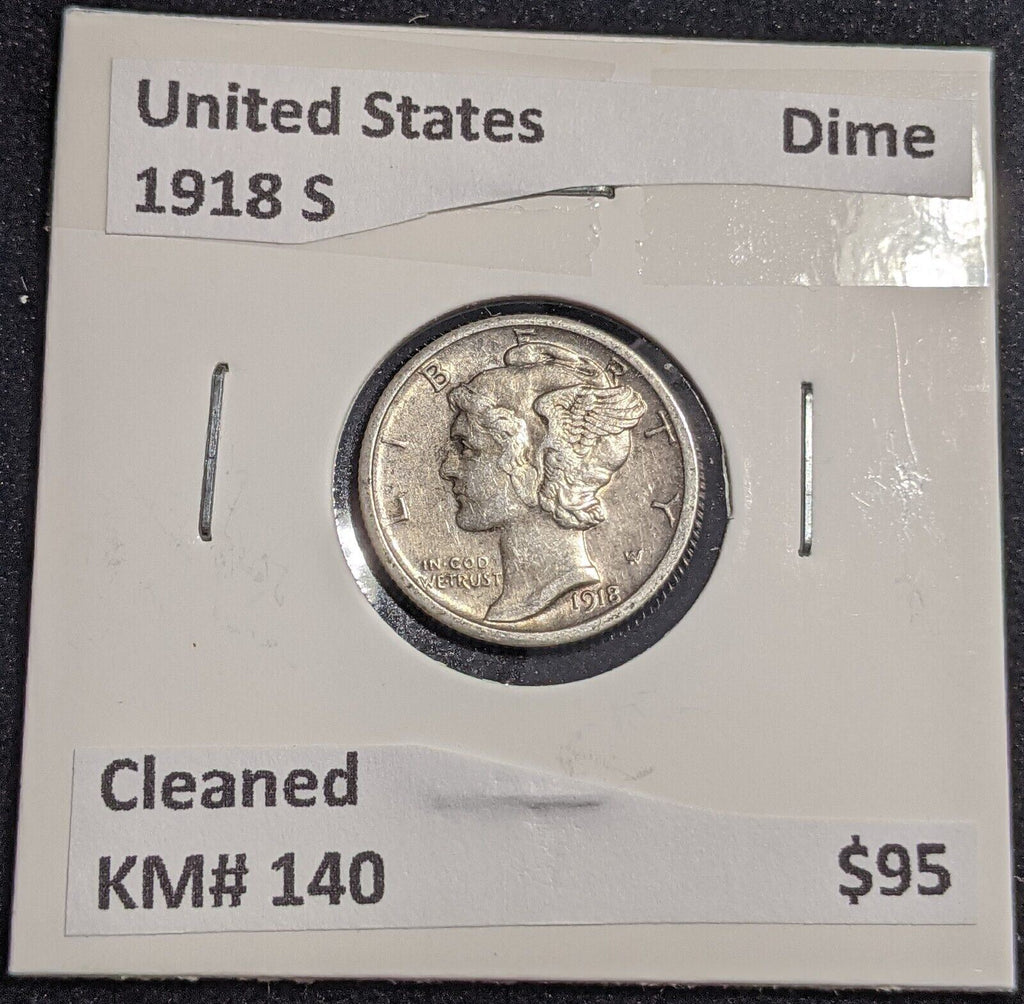 United States Dime
1918 S
LIBERTY
IN·GOD
WE TRUST
1918
Cleaned
KM# 140 $95